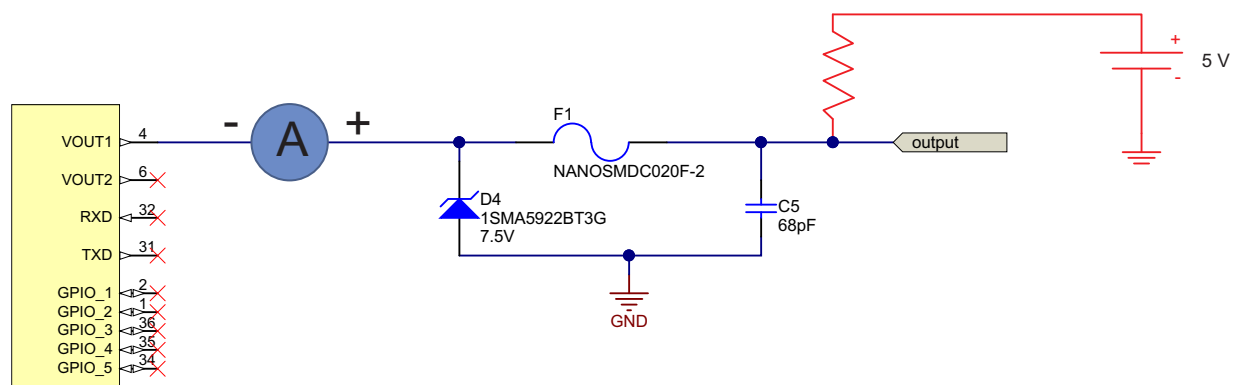 +
5 V
-
F1
VOUT1 4
- A +
output
NANOSMDC020F-2
VOUT2 6
D4
1SMA5922BT3G
7.5V
C5
68pF
RXD 32
TXD 31
GPIO_1 2
GPIO_2 1
GPIO_3 36
GPIO_4 35
GPIO_5 34
GND